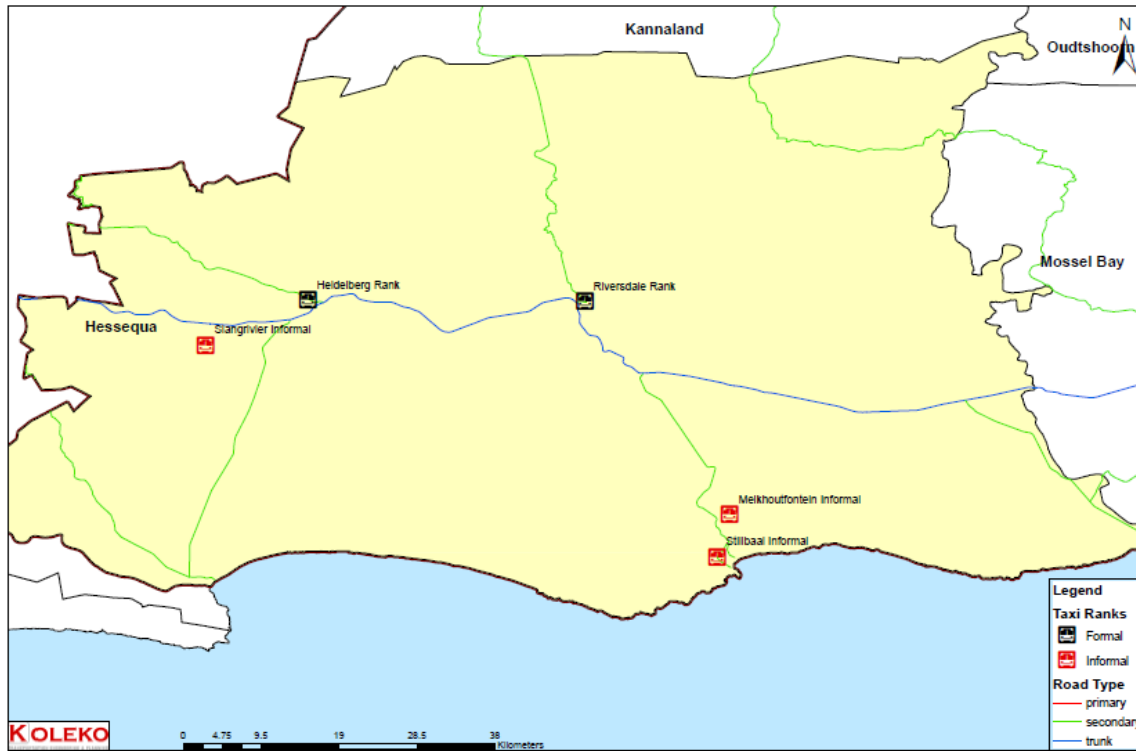 Kannaland
N
Oudtshoorn
Mossel Bay
Heidelberg Rank
Riversdale Rank
Hessequa
Slangrivier Informal
Melkhoutfontein Informal
Stilbaai Informal
Legend
Taxi Ranks
Formal
Informal
Road Type
primary
secondary
trunk
KOLEKO
0 4.75 9.5 19 28.5 38
Kilometers